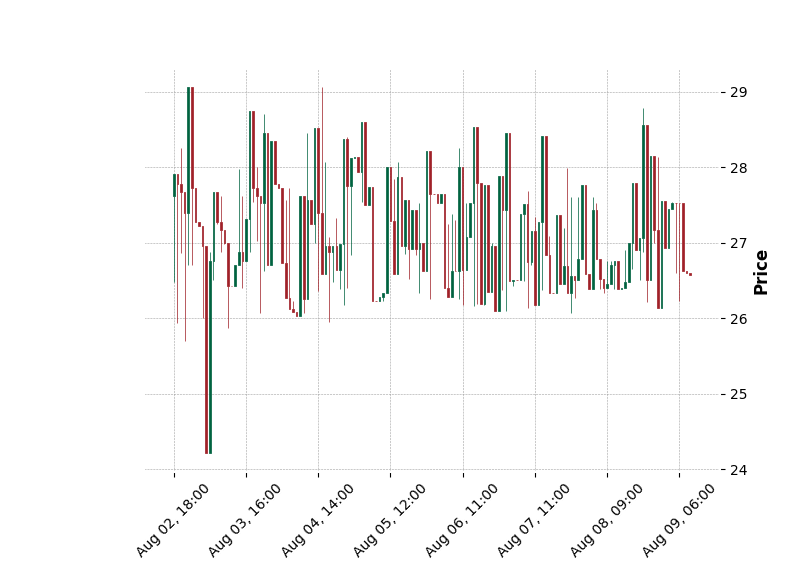 29
28
27
26
25
24
Price
Aug 02, 18:00
Aug 03, 16:00
Aug 04, 14:00
Aug 05, 12:00
Aug 06, 11:00
Aug 07, 11:00
Aug 08, 09:00
Aug 09, 06:00